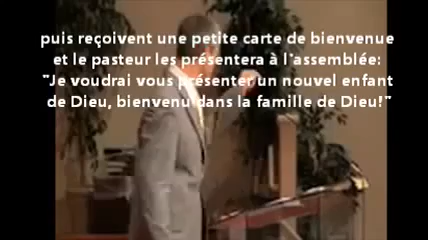 puis reçoivent une petite carte de bienvenue
et le pasteur les présentera à l'assemblée:
"Je voudrai vous présenter un nouvel enfant
de Dieu, bienvenu dans la famille de Dieu!"